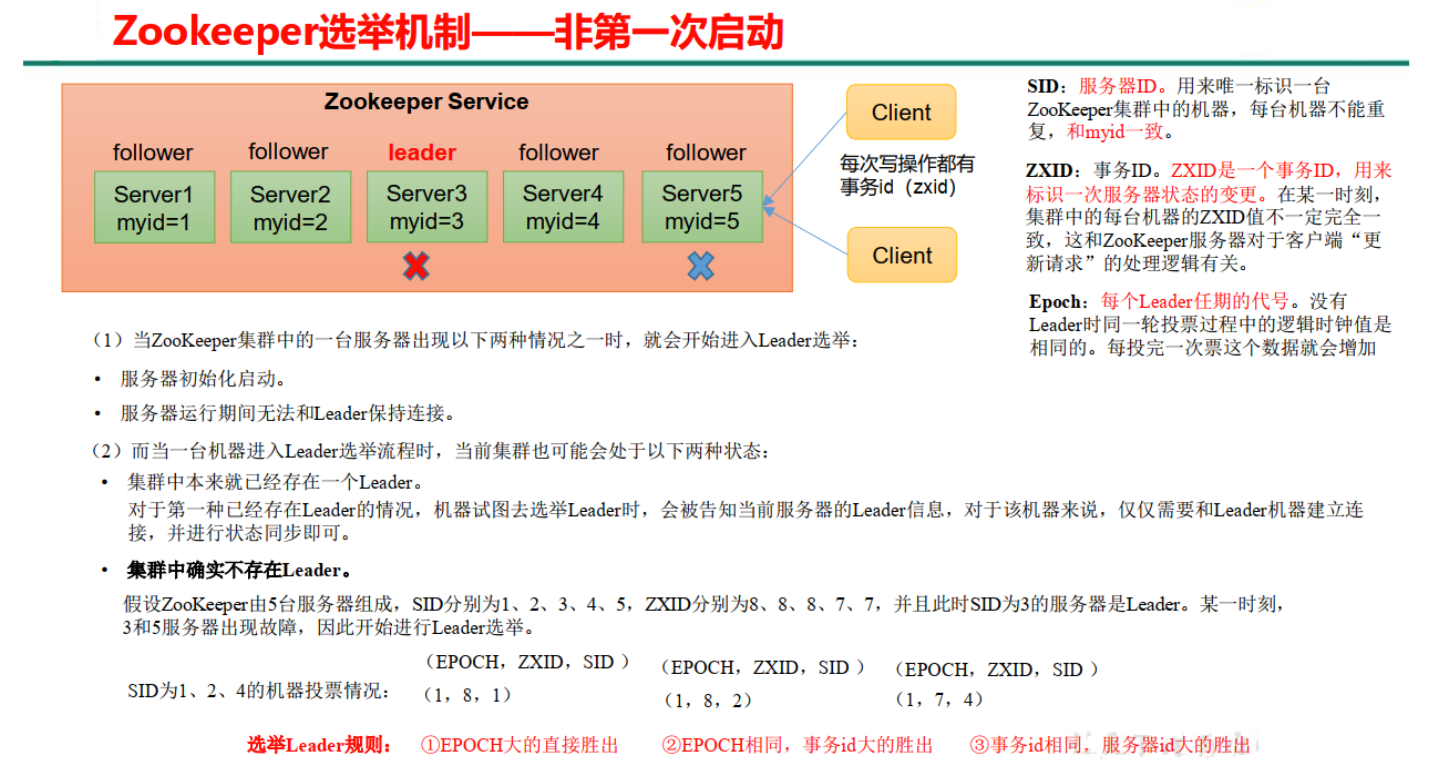 Zookeeper选举机制——非第一次启动
Zookeeper Service
follower
follower
leader
follower
follower
Server1
myid=1
Server2
myid=2
Server3
myid=3
Server4
myid=4
Server5
myid=5
Client
每次写操作都有
事务id（zxid）
Client
SID：服务器ID。用来唯一标识一台
ZooKeeper集群中的机器，每台机器不能重
复，和myid一致。
ZXID：事务ID。ZXID是一个事务ID，用来
标识一次服务器状态的变更。在某一时刻，
集群中的每台机器的ZXID值不一定完全一
致，这和ZooKeeper服务器对于客户端“更
新请求”的处理逻辑有关。
Epoch：每个Leader任期的代号。没有
Leader时同一轮投票过程中的逻辑时钟值是
相同的。每投完一次票这个数据就会增加
（1）当ZooKeeper集群中的一台服务器出现以下两种情况之一时，就会开始进入Leader选举：
• 服务器初始化启动。
• 服务器运行期间无法和Leader保持连接。
（2）而当一台机器进入Leader选举流程时，当前集群也可能会处于以下两种状态：
• 集群中本来就已经存在一个Leader。
对于第一种已经存在Leader的情况，机器试图去选举Leader时，会被告知当前服务器的Leader信息，对于该机器来说，仅仅需要和Leader机器建立连
接，并进行状态同步即可。
• 集群中确实不存在Leader。
假设ZooKeeper由5台服务器组成，SID分别为1、2、3、4、5，ZXID分别为8、8、8、7、7，并且此时SID为3的服务器是Leader。某一时刻，
3和5服务器出现故障，因此开始进行Leader选举。
（EPOCH，ZXID，SID ）
（EPOCH，ZXID，SID ）
（EPOCH，ZXID，SID ）
SID为1、2、4的机器投票情况：
（1，8，1）
（1，8，2）
（1，7，4）
选举Leader规则： ①EPOCH大的直接胜出 ②EPOCH相同，事务id大的胜出 ③事务id相同，服务器id大的胜出